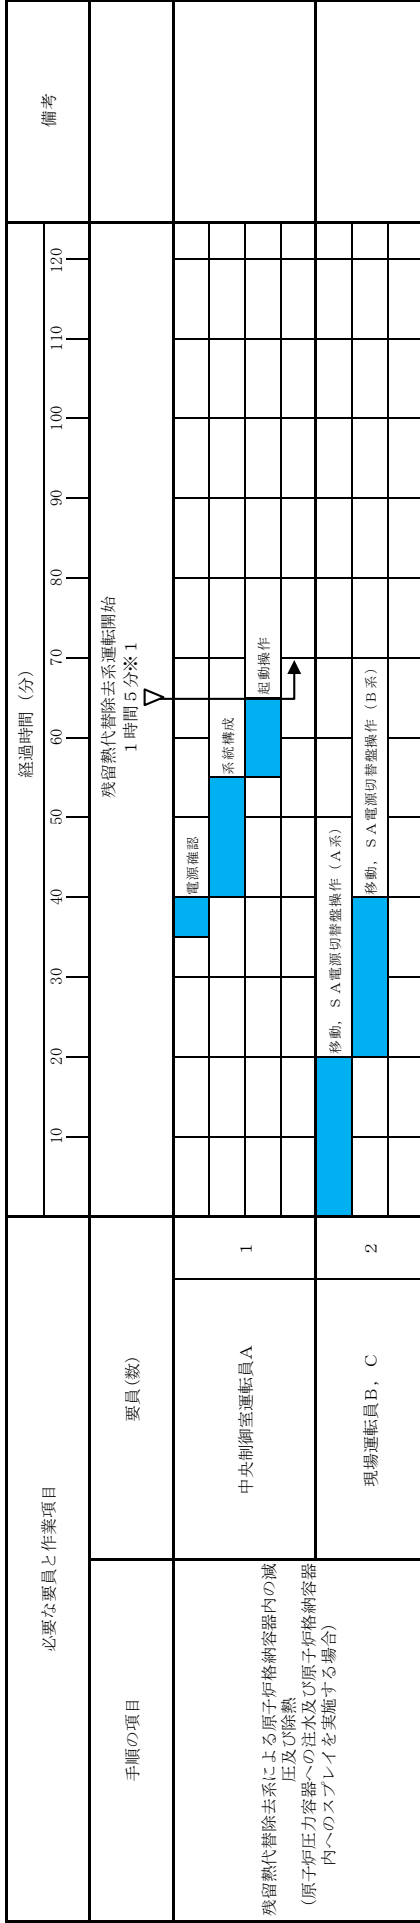 必要な要員と作業項目
経過時間（分）
備考
手順の項目
要員(数)
10 20 30 40 50 60 70 80 90 100 110 120
残留熱代替除去系運転開始
1時間5分※1
残留熱代替除去系による原子炉格納容器内の減
圧及び除熱
(原子炉圧力容器への注水及び原子炉格納容器
内へのスプレイを実施する場合)
中央制御室運転員A
1
電源確認
系統構成
起動操作
現場運転員B，C
2
移動，SA電源切替盤操作（A系）
移動，SA電源切替盤操作（B系）